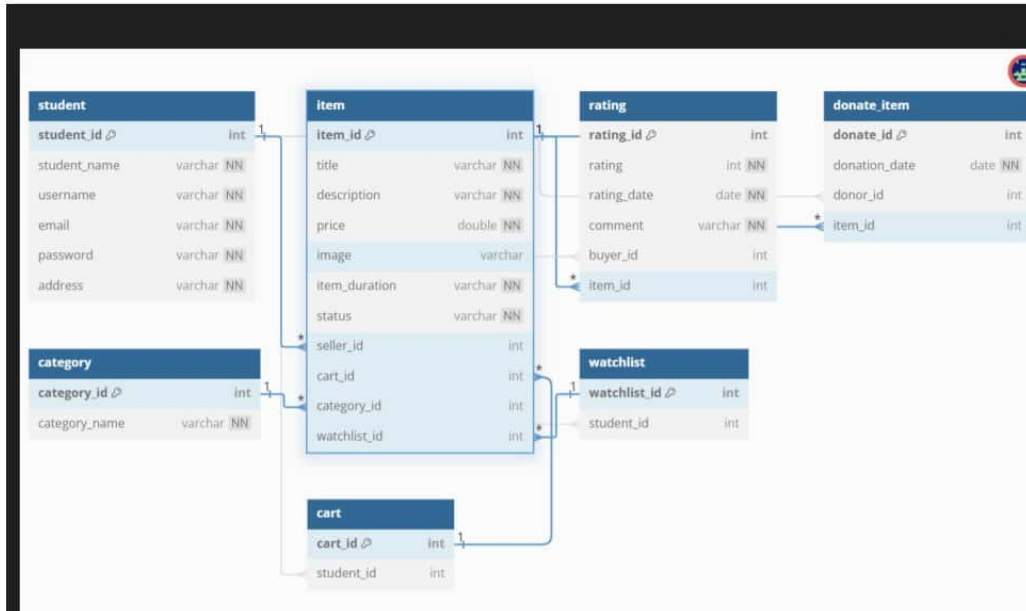 student
student_id int
student_name varchar NN
username varchar NN
email varchar NN
password varchar NN
address varchar NN
item
item_id int
title varchar NN
description varchar NN
price double NN
image varchar
item_duration varchar NN
status varchar NN
seller_id int
cart_id int
category_id int
watchlist_id int
rating
rating_id int
rating int NN
rating_date date NN
comment varchar NN
buyer_id int
item_id int
donate_item
donate_id int
donation_date date NN
donor_id int
item_id int
category
category_id int
category_name varchar NN
watchlist
watchlist_id int
student_id int
cart
cart_id int
student_id int
1
*
1
*
*
1
*
*
1
*
1